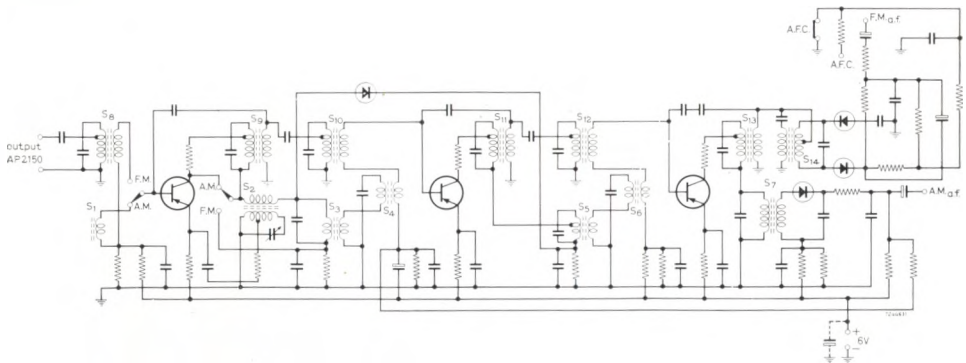 A.F.C.
F.M. a.f.
A.F.C.
output
AP2150
S8
F.M.
A.M.
S1
S9
A.M.
F.M.
S2
S10
S3
S4
S11
S12
S5
S6
S13
S14
S7
A.M. a.f.
+
6V
−